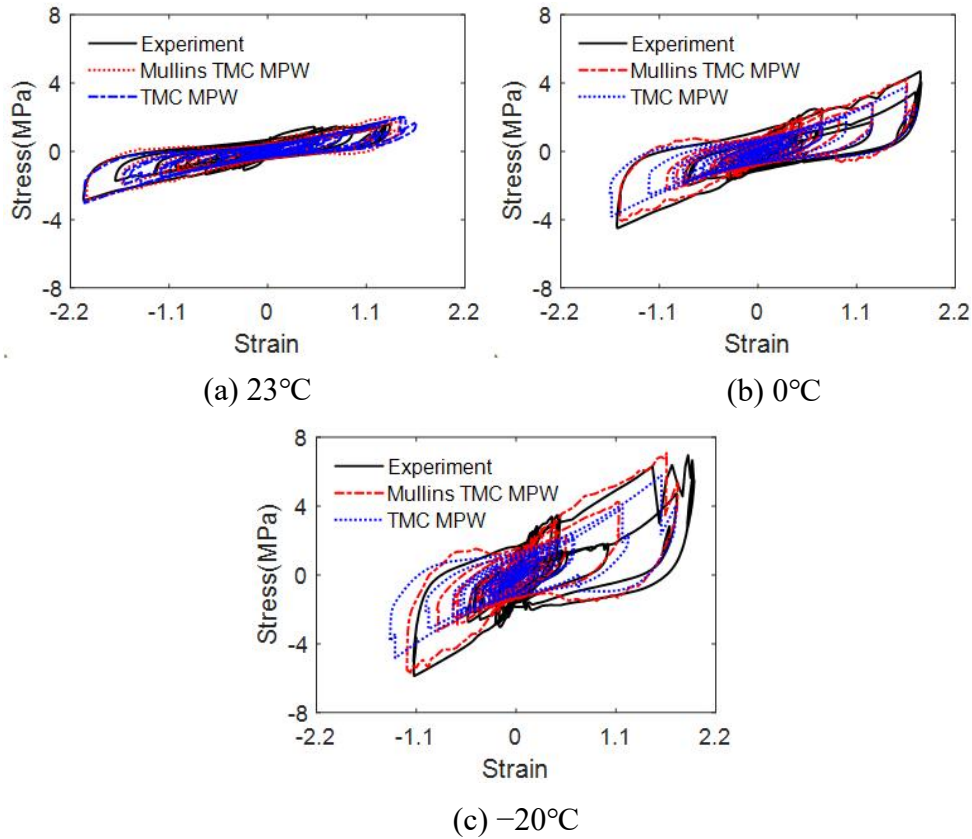 8
4
0
-4
-8
Stress(MPa)
Experiment
Mullins TMC MPW
TMC MPW
-2.2 -1.1 0 1.1 2.2
Strain
(a) 23℃
8
4
0
-4
-8
Stress(MPa)
Experiment
Mullins TMC MPW
TMC MPW
-2.2 -1.1 0 1.1 2.2
Strain
(b) 0℃
8
4
0
-4
-8
Stress(MPa)
Experiment
Mullins TMC MPW
TMC MPW
-2.2 -1.1 0 1.1 2.2
Strain
(c) −20℃